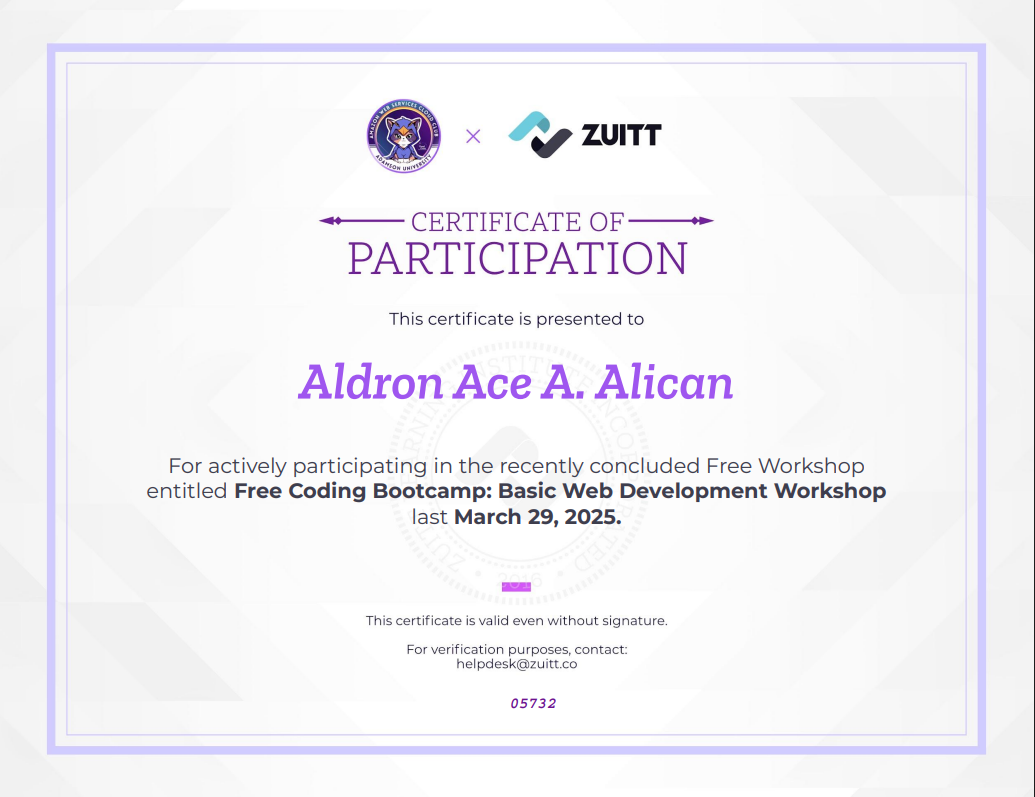 AMAZON WEB SERVICES CLOUD CLUB
ADAMSON UNIVERSITY
ZUITT
CERTIFICATE OF
PARTICIPATION
This certificate is presented to
Aldron Ace A. Alican
For actively participating in the recently concluded Free Workshop
entitled Free Coding Bootcamp: Basic Web Development Workshop
last March 29, 2025.
2016
This certificate is valid even without signature.
For verification purposes, contact:
helpdesk@zuitt.co
05732